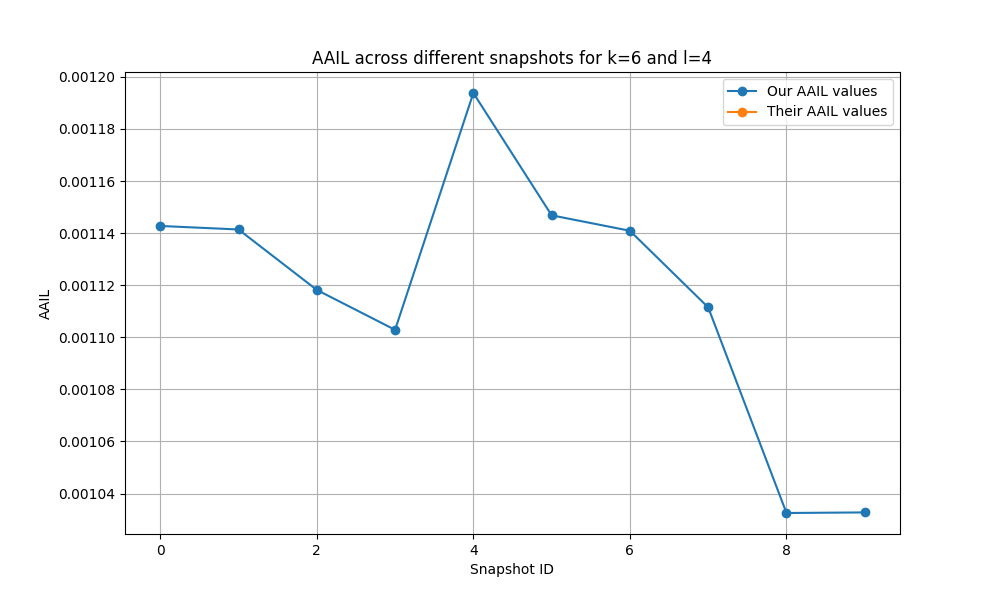 AAIL across different snapshots for k=6 and l=4
Our AAIL values
Their AAIL values
AAIL
0.00120
0.00118
0.00116
0.00114
0.00112
0.00110
0.00108
0.00106
0.00104
0 2 4 6 8
Snapshot ID